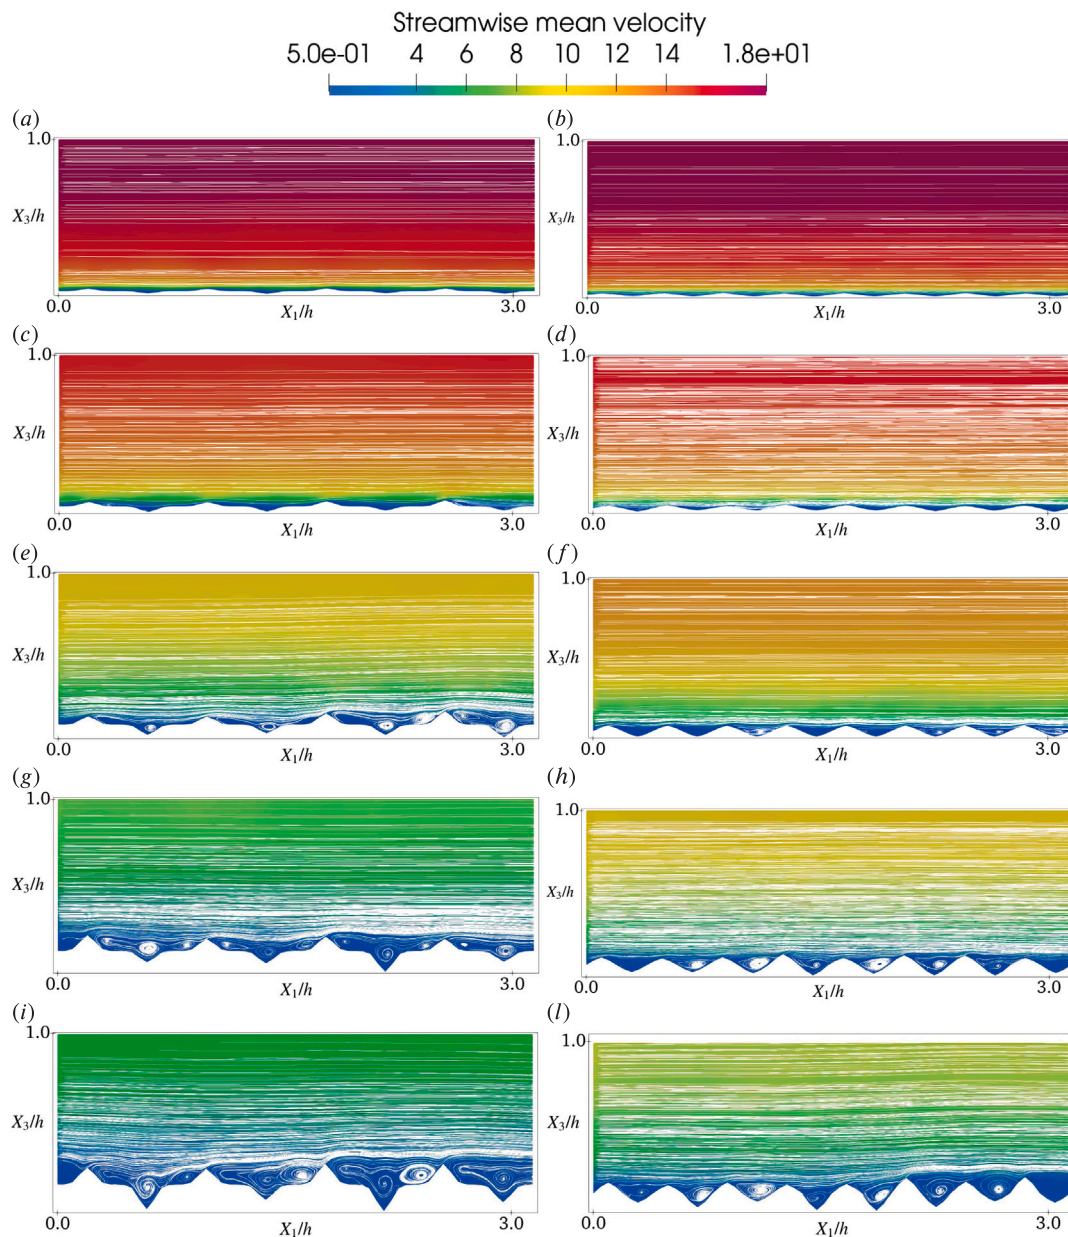 Streamwise mean velocity
5.0e-01 4 6 8 10 12 14 1.8e+01
(a) (b)
1.0 1.0
X3/h X3/h
0.0 X1/h 3.0 0.0 X1/h 3.0
(c) (d)
1.0 1.0
X3/h X3/h
0.0 X1/h 3.0 0.0 X1/h 3.0
(e) (f)
1.0 1.0
X3/h X3/h
0.0 X1/h 3.0 0.0 X1/h 3.0
(g) (h)
1.0 1.0
X3/h X3/h
0.0 X1/h 3.0 0.0 X1/h 3.0
(i) (l)
1.0 1.0
X3/h X3/h
0.0 X1/h 3.0 0.0 X1/h 3.0